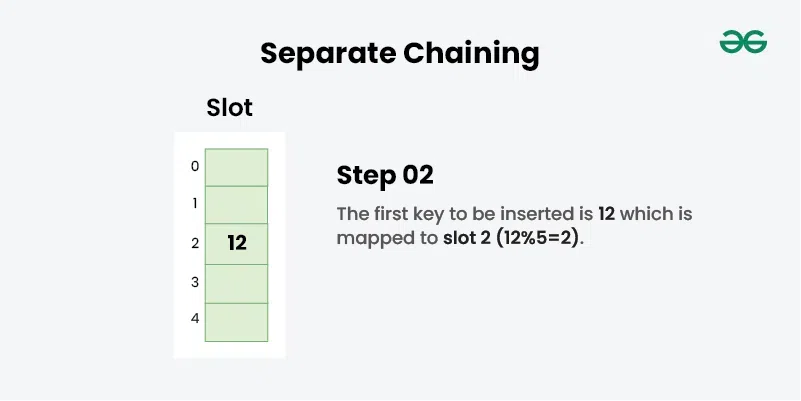 Separate Chaining
Slot
0
1
2 12
3
4
Step 02
The first key to be inserted is 12 which is
mapped to slot 2 (12%5=2).